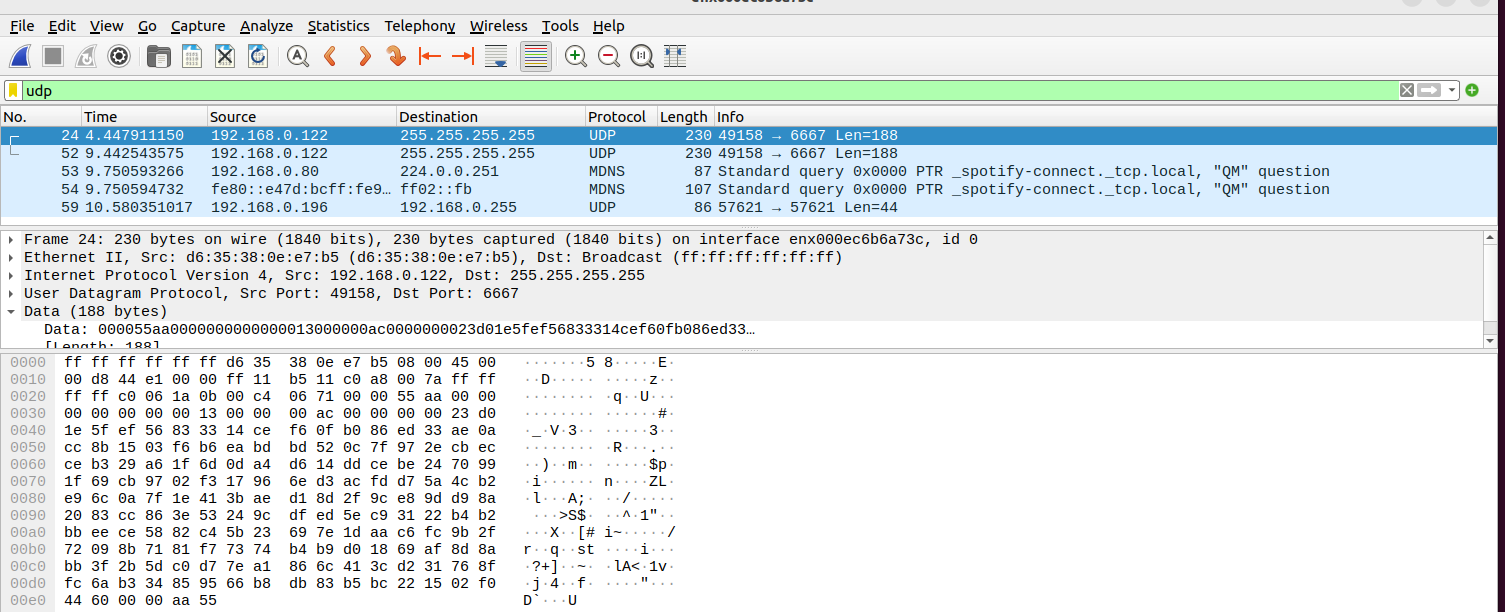 File Edit View Go Capture Analyze Statistics Telephony Wireless Tools Help
udp
No. Time Source Destination Protocol Length Info
24 4.447911150 192.168.0.122 255.255.255.255 UDP 230 49158 → 6667 Len=188
52 9.442543575 192.168.0.122 255.255.255.255 UDP 230 49158 → 6667 Len=188
53 9.750593266 192.168.0.80 224.0.0.251 MDNS 87 Standard query 0x0000 PTR _spotify-connect._tcp.local, "QM" question
54 9.750594732 fe80::e47d:bcff:fe9… ff02::fb MDNS 107 Standard query 0x0000 PTR _spotify-connect._tcp.local, "QM" question
59 10.580351017 192.168.0.196 192.168.0.255 UDP 86 57621 → 57621 Len=44
Frame 24: 230 bytes on wire (1840 bits), 230 bytes captured (1840 bits) on interface enx000ec6b6a73c, id 0
Ethernet II, Src: d6:35:38:0e:e7:b5 (d6:35:38:0e:e7:b5), Dst: Broadcast (ff:ff:ff:ff:ff:ff)
Internet Protocol Version 4, Src: 192.168.0.122, Dst: 255.255.255.255
User Datagram Protocol, Src Port: 49158, Dst Port: 6667
Data (188 bytes)
Data: 000055aa0000000000000013000000ac0000000023d01e5fef56833314cef60fb086ed33…
[Length: 188]
0000 ff ff ff ff ff ff d6 35 38 0e e7 b5 08 00 45 00 ·······5 8·····E·
0010 00 d8 44 e1 00 00 ff 11 b5 11 c0 a8 00 7a ff ff ··D····· ·····z··
0020 ff ff c0 06 1a 0b 00 c4 06 71 00 00 55 aa 00 00 ········ ·q··U···
0030 00 00 00 00 00 13 00 00 00 ac 00 00 00 00 23 d0 ········ ······#·
0040 1e 5f ef 56 83 33 14 ce f6 0f b0 86 ed 33 ae 0a ·_·V·3·· ·····3··
0050 cc 8b 15 03 f6 b6 ea bd bd 52 0c 7f 97 2e cb ec ········ ·R···.··
0060 ce b3 29 a6 1f 6d 0d a4 d6 14 dd ce be 24 70 99 ··)··m·· ·····$p·
0070 1f 69 cb 97 02 f3 17 96 6e d3 ac fd d7 5a 4c b2 ·i······ n····ZL·
0080 e9 6c 0a 7f 1e 41 3b ae d1 8d 2f 9c e8 9d d9 8a ·l···A;· ··/·····
0090 20 83 cc 86 3e 53 24 9c df ed 5e c9 31 22 b4 b2 ···>S$· ··^·1"··
00a0 bb ee ce 58 82 c4 5b 23 69 7e 1d aa c6 fc 9b 2f ···X··[# i~·····/
00b0 72 09 8b 71 81 f7 73 74 b4 b9 d0 18 69 af 8d 8a r··q··st ····i···
00c0 bb 3f 2b 5d c0 d7 7e a1 86 6c 41 3c d2 31 76 8f ·?+]··~· ·lA<·1v·
00d0 fc 6a b3 34 85 95 66 b8 db 83 b5 bc 22 15 02 f0 ·j·4··f· ····"···
00e0 44 60 00 00 aa 55 D`···U